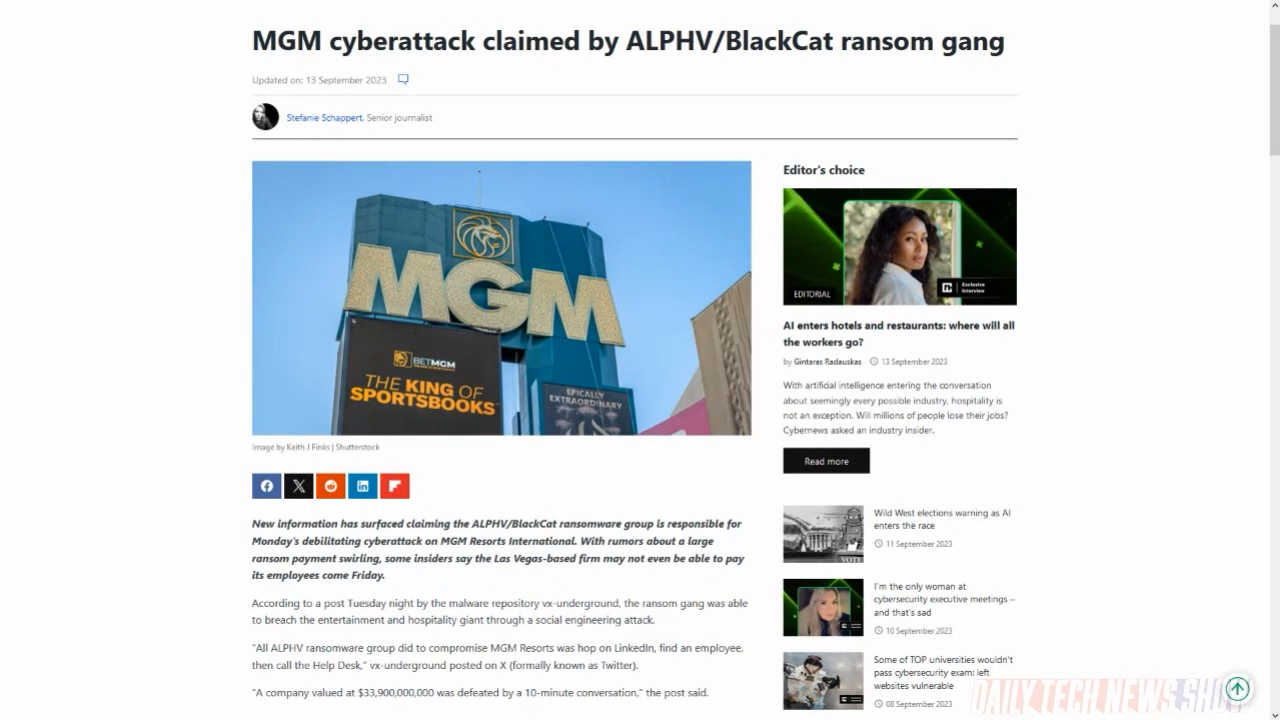 MGM cyberattack claimed by ALPHV/BlackCat ransom gang
Updated on: 13 September 2023
Stefanie Schappert, Senior journalist
MGM
BETMGM
THE KING OF
SPORTSBOOKS
EPICALLY
EXTRAORDINARY
Image by Keith J Finks | Shutterstock
New information has surfaced claiming the ALPHV/BlackCat ransomware group is responsible for
Monday's debilitating cyberattack on MGM Resorts International. With rumors about a large
ransom payment swirling, some insiders say the Las Vegas-based firm may not even be able to pay
its employees come Friday.
According to a post Tuesday night by the malware repository vx-underground, the ransom gang was able
to breach the entertainment and hospitality giant through a social engineering attack.
"All ALPHV ransomware group did to compromise MGM Resorts was hop on LinkedIn, find an employee,
then call the Help Desk," vx-underground posted on X (formally known as Twitter).
"A company valued at $33,900,000,000 was defeated by a 10-minute conversation," the post said.
Editor's choice
EDITORIAL
Exclusive
Interview
AI enters hotels and restaurants: where will all
the workers go?
by Gintaras Radauskas 13 September 2023
With artificial intelligence entering the conversation
about seemingly every possible industry, hospitality is
not an exception. Will millions of people lose their jobs?
Cybernews asked an industry insider.
Read more
VOTE
Wild West elections warning as AI
enters the race
11 September 2023
I'm the only woman at
cybersecurity executive meetings –
and that's sad
10 September 2023
Some of TOP universities wouldn't
pass cybersecurity exam: left
websites vulnerable
08 September 2023
DAILY TECH NEWS SHOW